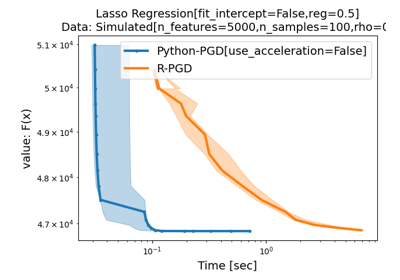 Lasso Regression[fit_intercept=False,reg=0.5]
Data: Simulated[n_features=5000,n_samples=100,rho=0
Python-PGD[use_acceleration=False]
R-PGD
value: F(x)
5.1 × 10⁴
5 × 10⁴
4.9 × 10⁴
4.8 × 10⁴
4.7 × 10⁴
10⁻¹
10⁰
Time [sec]